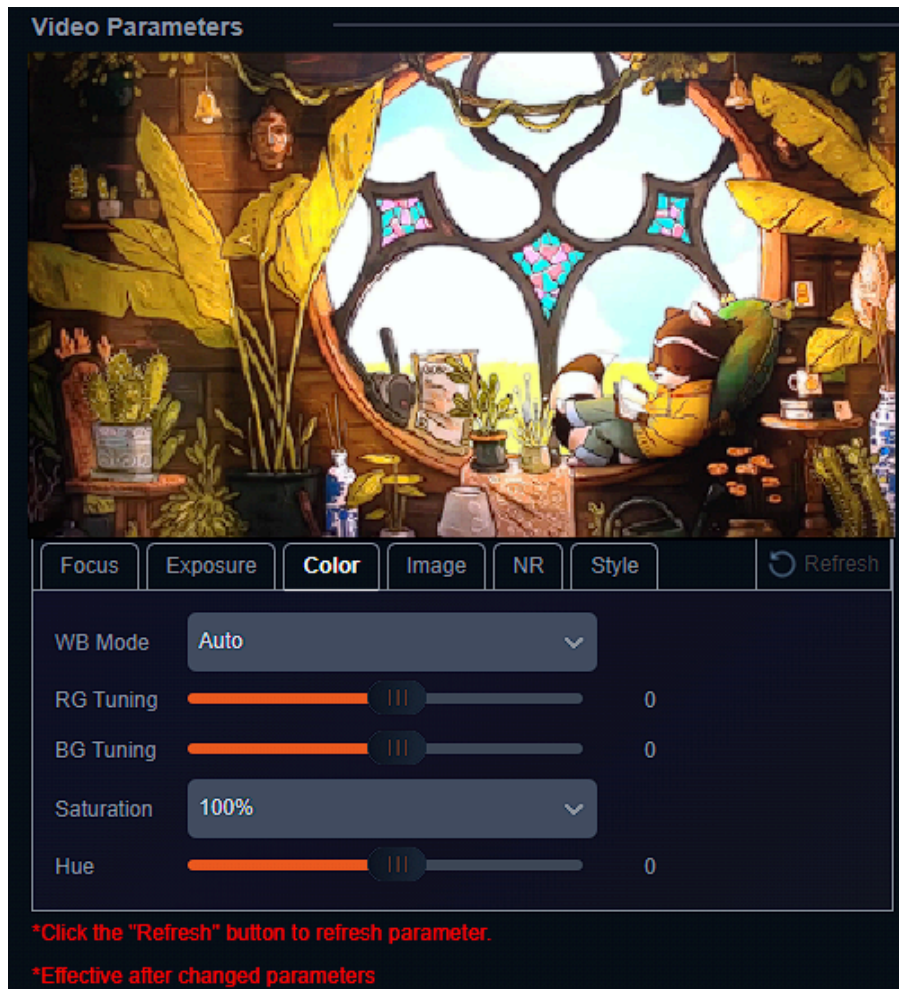 Video Parameters
Focus Exposure Color Image NR Style Refresh
WB Mode Auto
RG Tuning 0
BG Tuning 0
Saturation 100%
Hue 0
*Click the "Refresh" button to refresh parameter.
*Effective after changed parameters